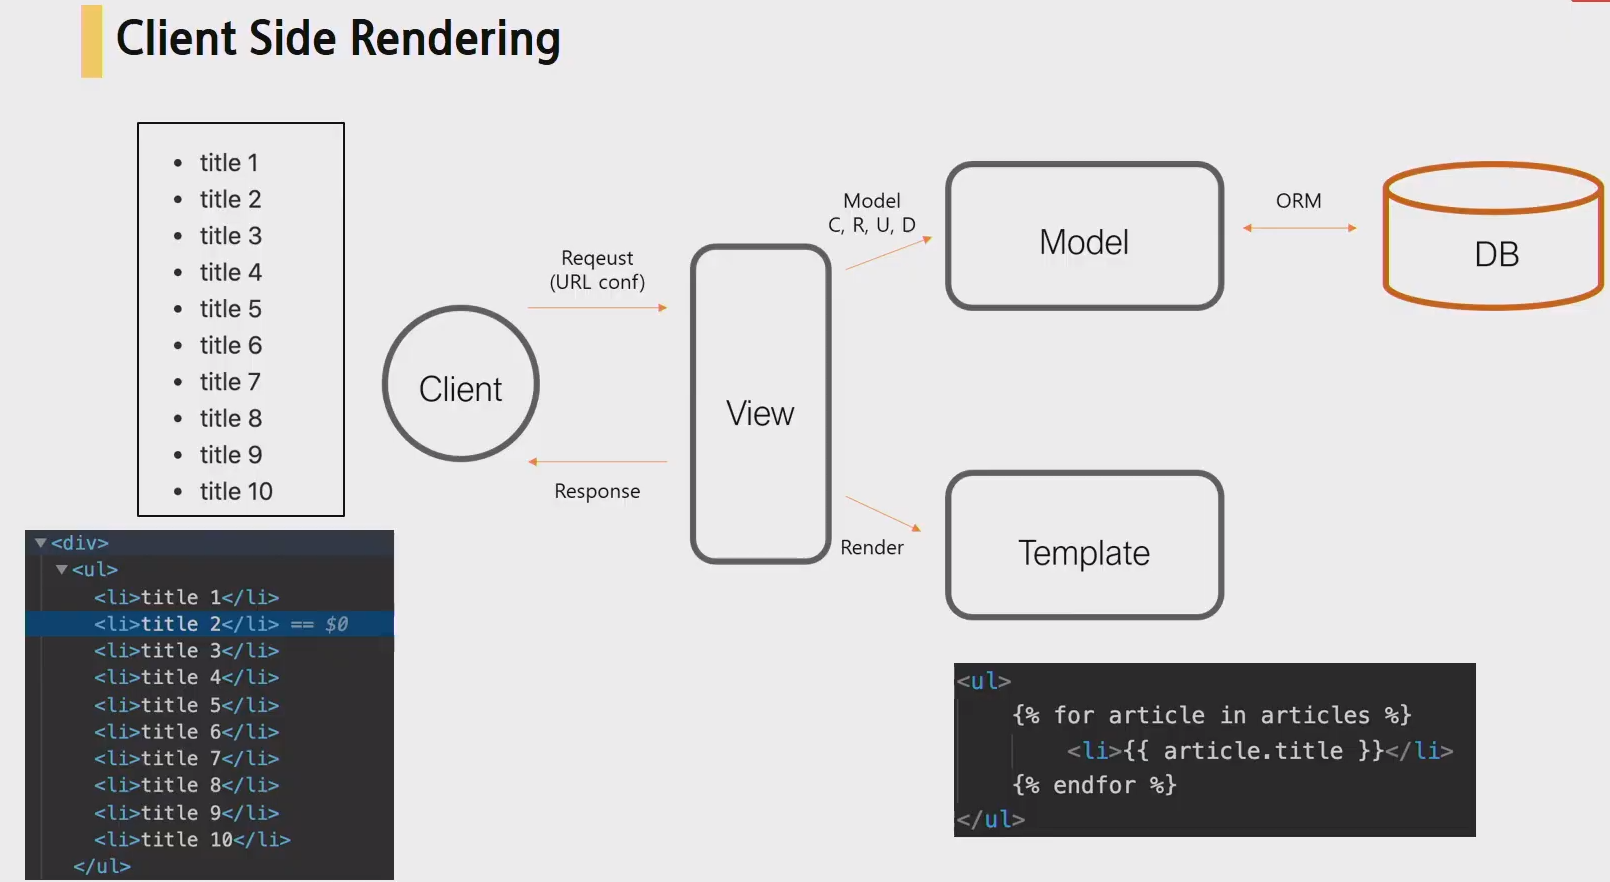 Client Side Rendering
title 1
title 2
title 3
title 4
title 5
title 6
title 7
title 8
title 9
title 10
Client
Reqeust
(URL conf)
Response
View
Model
C, R, U, D
Render
Model
ORM
DB
Template
<div>
<ul>
<li>title 1</li>
<li>title 2</li> == $0
<li>title 3</li>
<li>title 4</li>
<li>title 5</li>
<li>title 6</li>
<li>title 7</li>
<li>title 8</li>
<li>title 9</li>
<li>title 10</li>
</ul>
<ul>
{% for article in articles %}
<li>{{ article.title }}</li>
{% endfor %}
</ul>